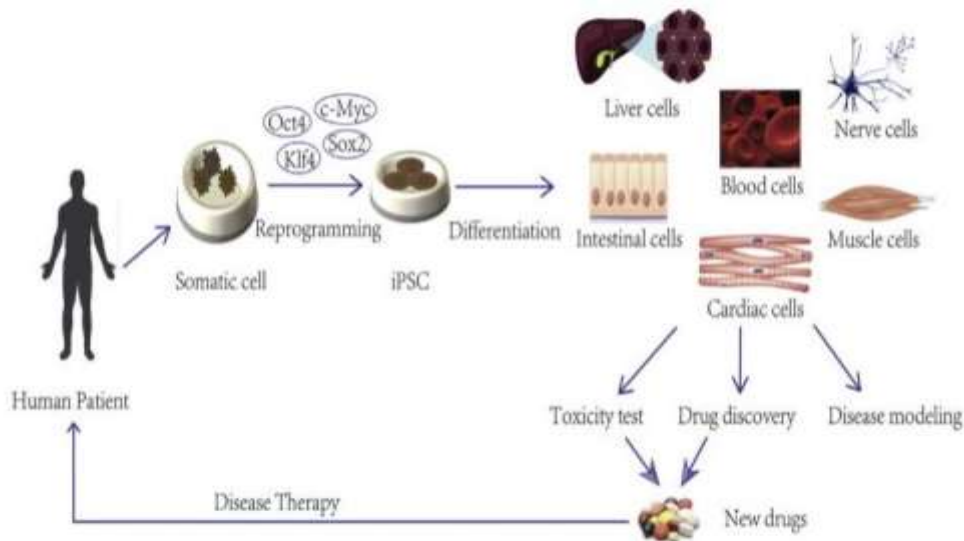 c-Myc
Oct4
Sox2
Klf4
Liver cells
Nerve cells
Blood cells
Reprogramming
Differentiation
Intestinal cells
Muscle cells
Somatic cell
iPSC
Cardiac cells
Human Patient
Toxicity test
Drug discovery
Disease modeling
Disease Therapy
New drugs